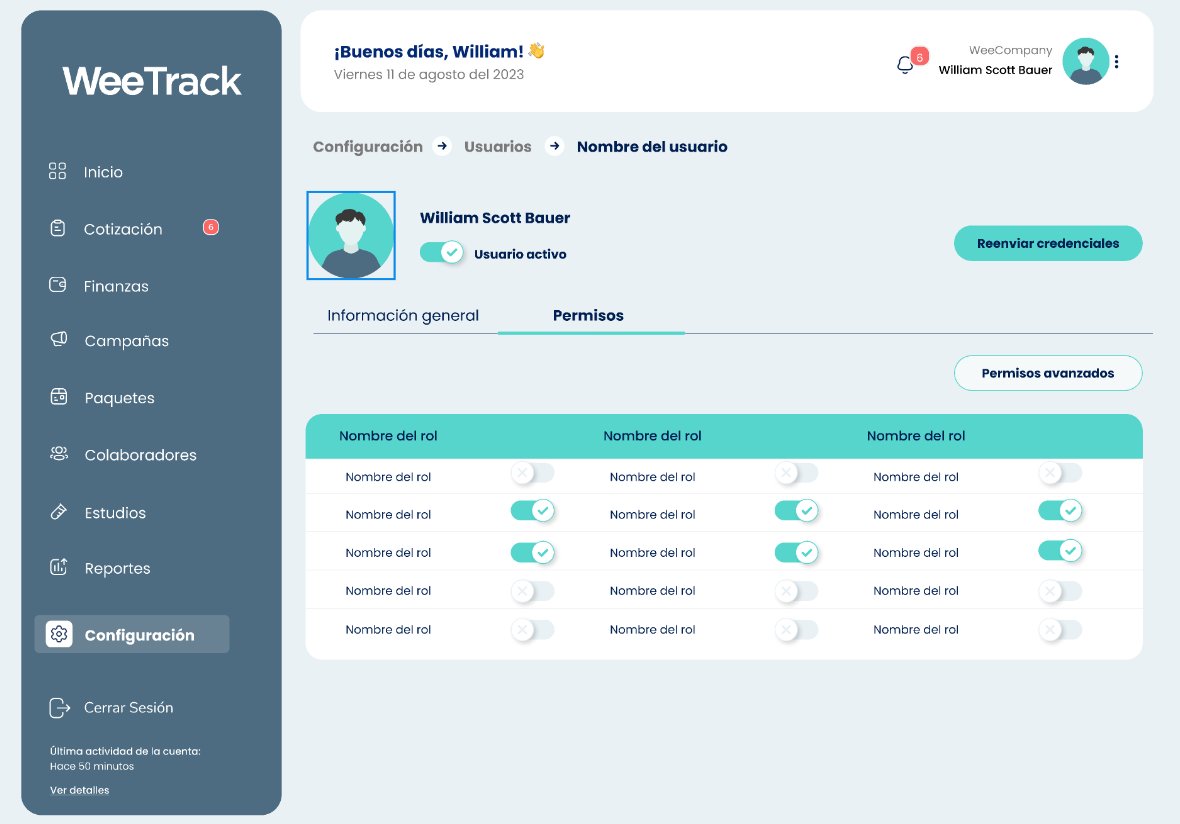 WeeTrack
Inicio
Cotización
6
Finanzas
Campañas
Paquetes
Colaboradores
Estudios
Reportes
Configuración
Cerrar Sesión
Última actividad de la cuenta:
Hace 50 minutos
Ver detalles
¡Buenos días, William! 👋
Viernes 11 de agosto del 2023
6
WeeCompany
William Scott Bauer
Configuración → Usuarios → Nombre del usuario
William Scott Bauer
Usuario activo
Reenviar credenciales
Información general Permisos
Permisos avanzados
Nombre del rol Nombre del rol Nombre del rol
Nombre del rol Nombre del rol Nombre del rol
Nombre del rol Nombre del rol Nombre del rol
Nombre del rol Nombre del rol Nombre del rol
Nombre del rol Nombre del rol Nombre del rol
Nombre del rol Nombre del rol Nombre del rol